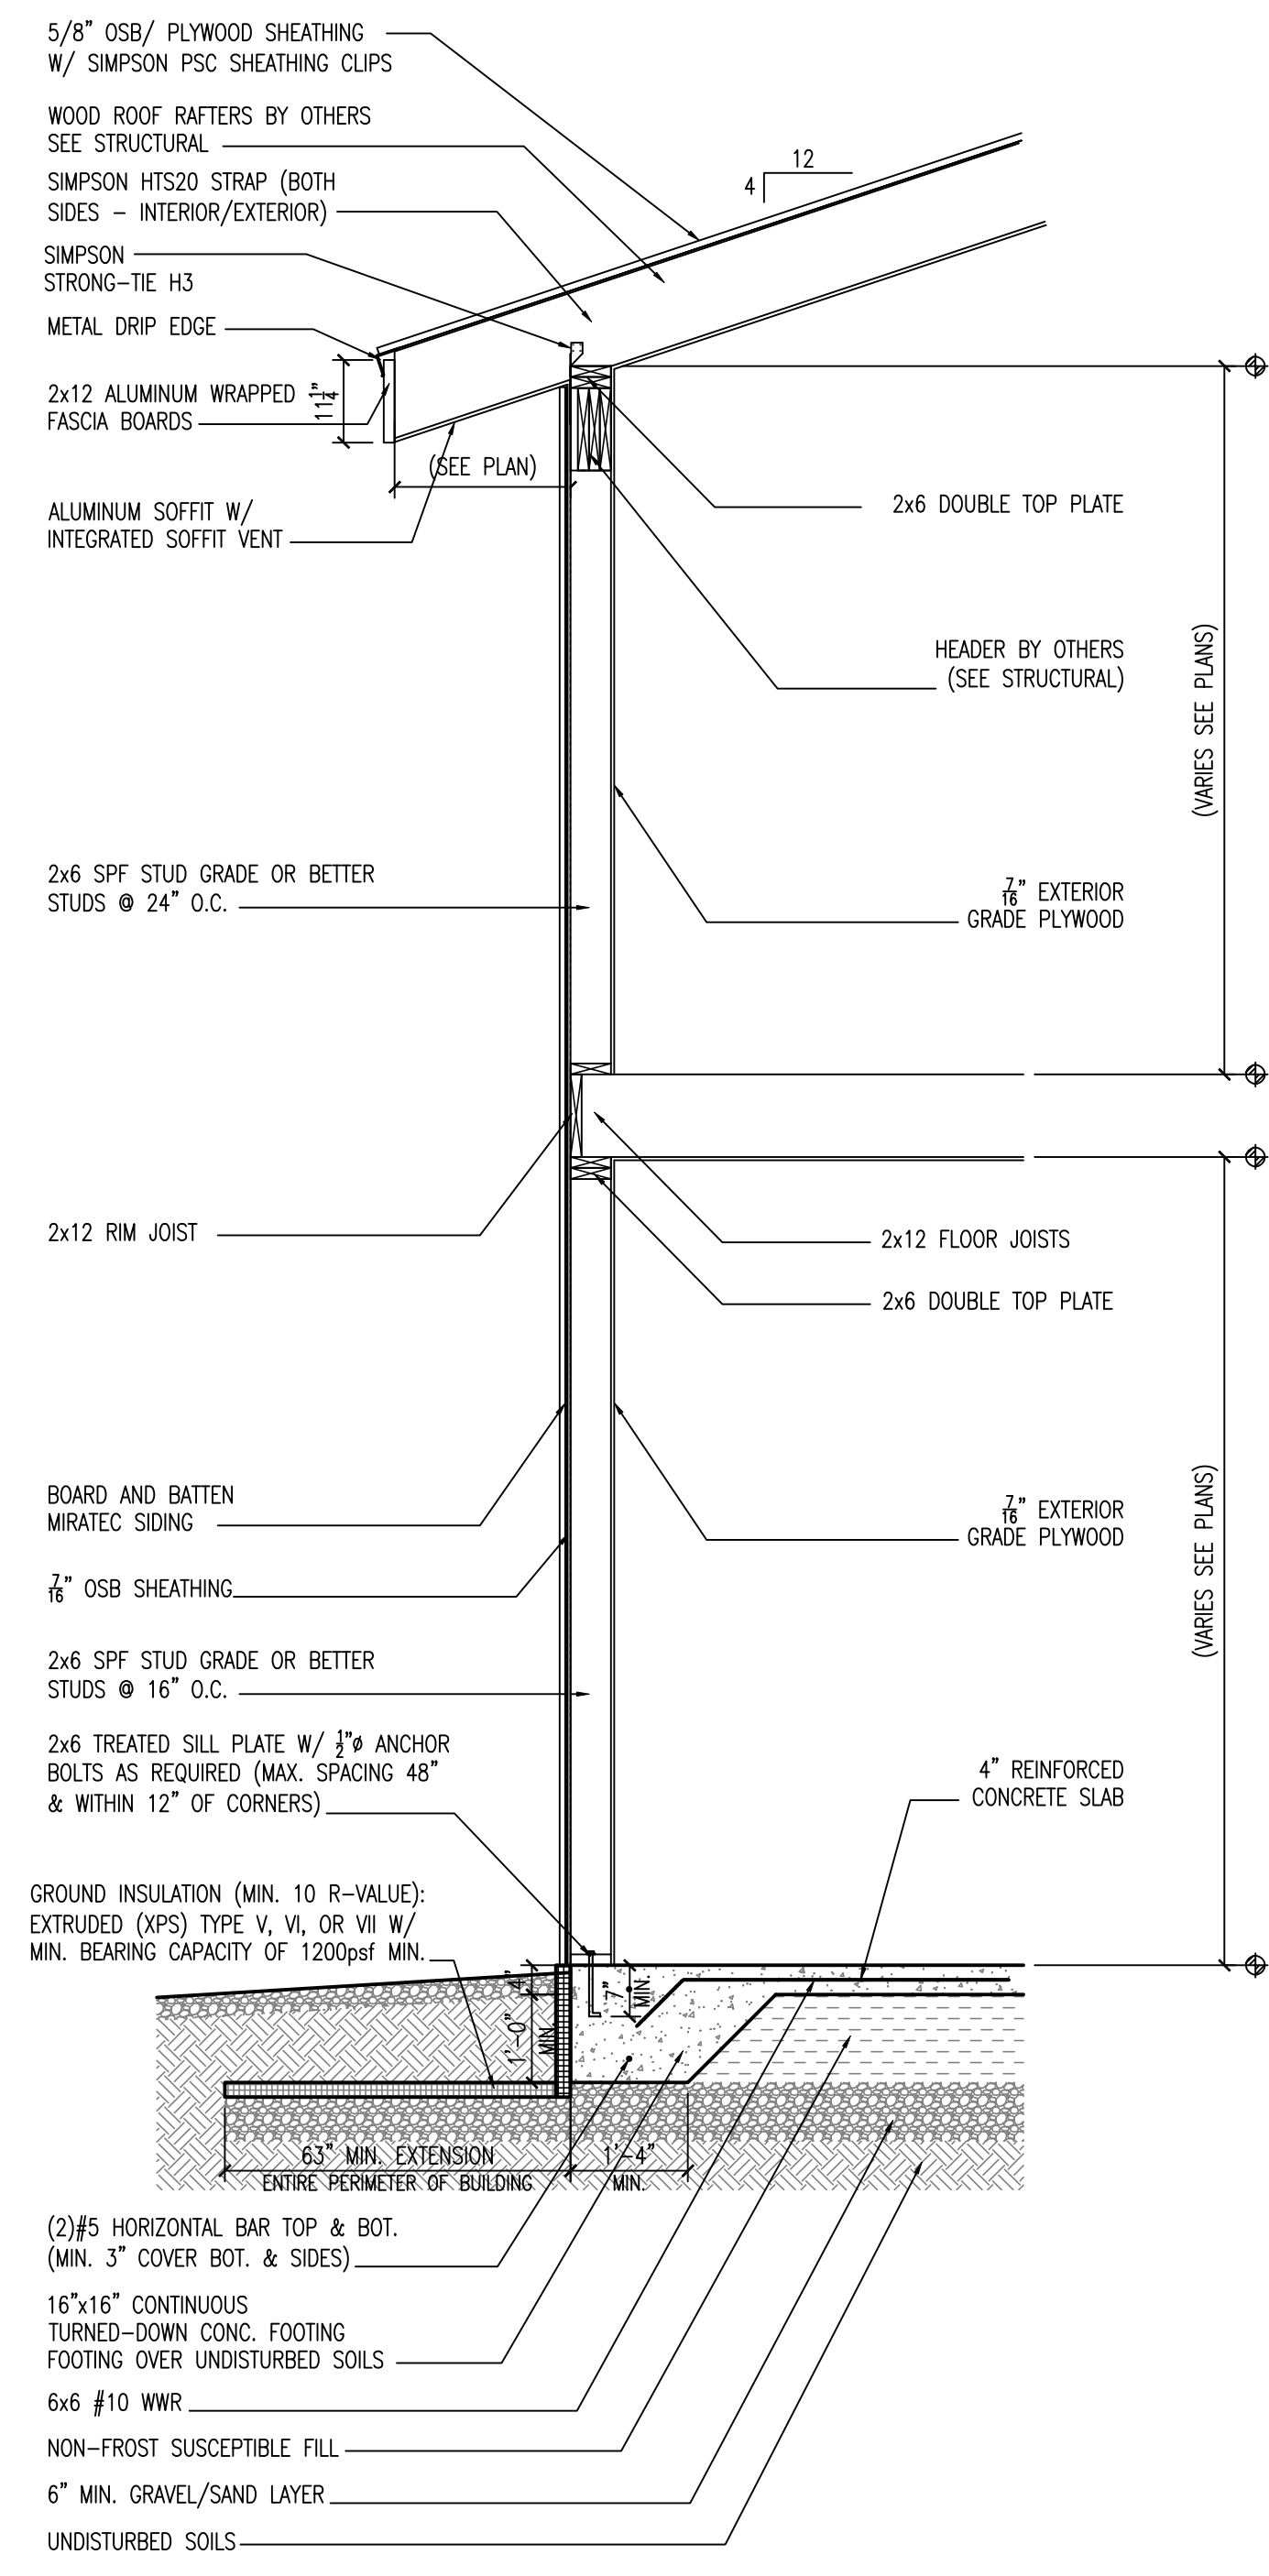 5/8" OSB/ PLYWOOD SHEATHING
W/ SIMPSON PSC SHEATHING CLIPS
WOOD ROOF RAFTERS BY OTHERS
SEE STRUCTURAL
12
4
SIMPSON HTS20 STRAP (BOTH
SIDES – INTERIOR/EXTERIOR)
SIMPSON
STRONG–TIE H3
METAL DRIP EDGE
2x12 ALUMINUM WRAPPED
FASCIA BOARDS
11 1/4"
(SEE PLAN)
ALUMINUM SOFFIT W/
INTEGRATED SOFFIT VENT
2x6 DOUBLE TOP PLATE
HEADER BY OTHERS
(SEE STRUCTURAL)
(VARIES SEE PLANS)
2x6 SPF STUD GRADE OR BETTER
STUDS @ 24" O.C.
7/16" EXTERIOR
GRADE PLYWOOD
2x12 RIM JOIST
2x12 FLOOR JOISTS
2x6 DOUBLE TOP PLATE
BOARD AND BATTEN
MIRATEC SIDING
7/16" EXTERIOR
GRADE PLYWOOD
(VARIES SEE PLANS)
7/16" OSB SHEATHING
2x6 SPF STUD GRADE OR BETTER
STUDS @ 16" O.C.
2x6 TREATED SILL PLATE W/ 1/2"ø ANCHOR
BOLTS AS REQUIRED (MAX. SPACING 48"
& WITHIN 12" OF CORNERS)
4" REINFORCED
CONCRETE SLAB
GROUND INSULATION (MIN. 10 R–VALUE):
EXTRUDED (XPS) TYPE V, VI, OR VII W/
MIN. BEARING CAPACITY OF 1200psf MIN.
4"
7"
MIN.
1'–0"
MIN.
63" MIN. EXTENSION
ENTIRE PERIMETER OF BUILDING
1'–4"
MIN.
(2)#5 HORIZONTAL BAR TOP & BOT.
(MIN. 3" COVER BOT. & SIDES)
16"x16" CONTINUOUS
TURNED–DOWN CONC. FOOTING
FOOTING OVER UNDISTURBED SOILS
6x6 #10 WWR
NON–FROST SUSCEPTIBLE FILL
6" MIN. GRAVEL/SAND LAYER
UNDISTURBED SOILS